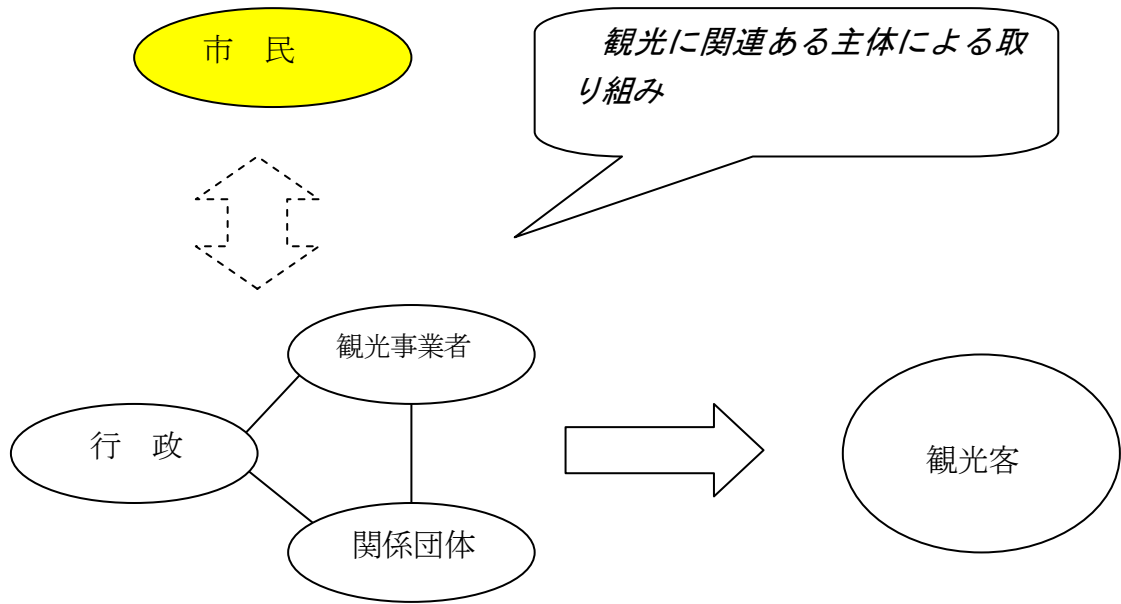 市　民
観光に関連ある主体による取
り組み
観光事業者
行　政
観光客
関係団体